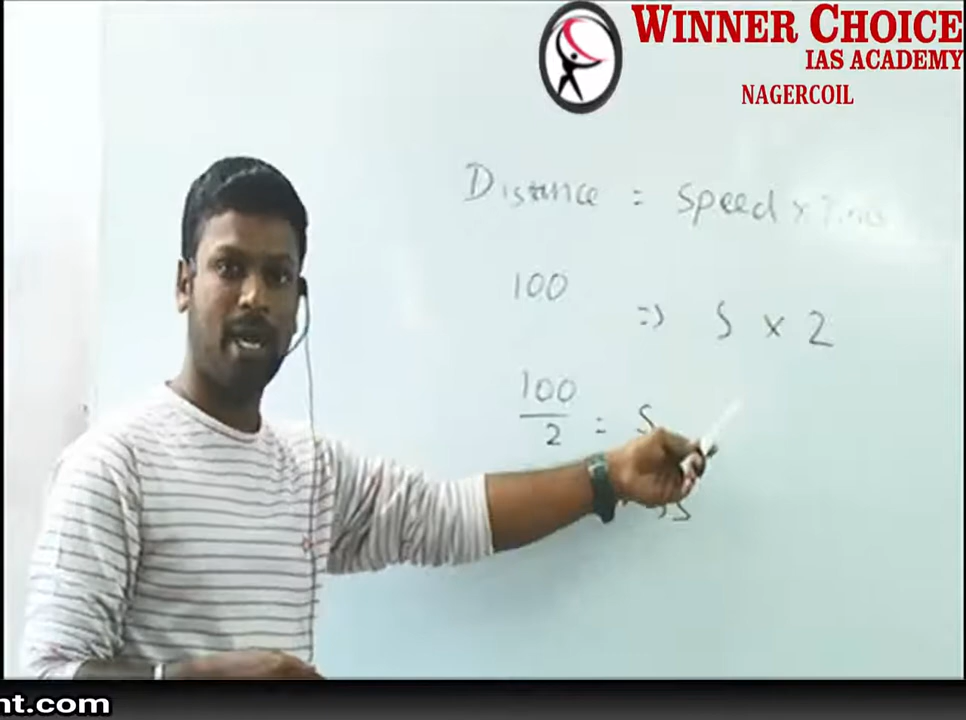 WINNER CHOICE
IAS ACADEMY
NAGERCOIL
Distance = Speed x Time
100 => S x 2
100
2 = S
nt.com